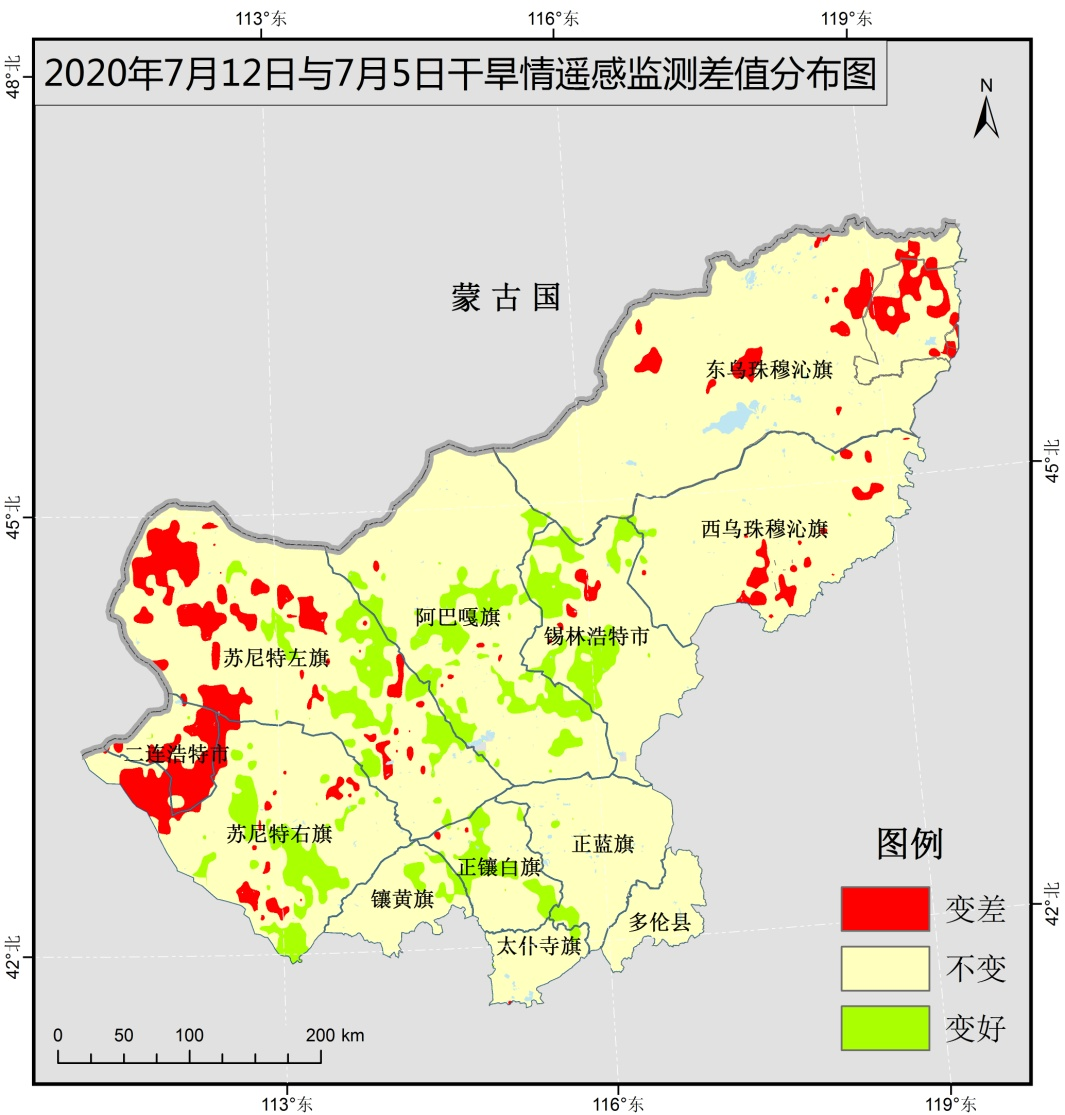 113°东
116°东
119°东
48°北
2020年7月12日与7月5日干旱情遥感监测差值分布图
N
蒙古国
东乌珠穆沁旗
45°北
45°北
西乌珠穆沁旗
阿巴嘎旗
锡林浩特市
苏尼特左旗
二连浩特市
苏尼特右旗
正蓝旗
图例
正镶白旗
镶黄旗
变差
42°北
多伦县
太仆寺旗
42°北
不变
变好
0 50 100 200 km
113°东
116°东
119°东